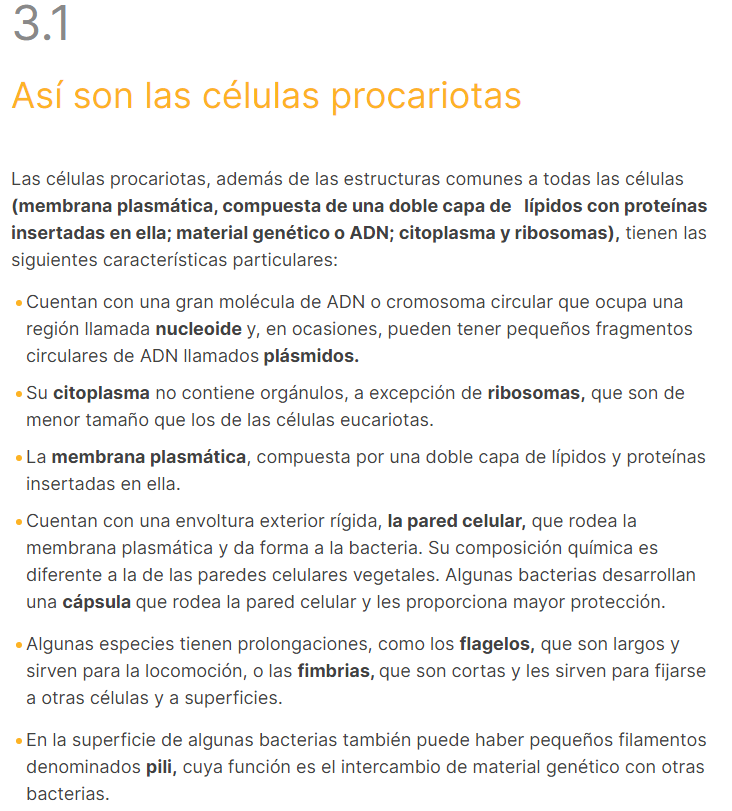 3.1
Así son las células procariotas
Las células procariotas, además de las estructuras comunes a todas las células
(membrana plasmática, compuesta de una doble capa de lípidos con proteínas
insertadas en ella; material genético o ADN; citoplasma y ribosomas), tienen las
siguientes características particulares:
• Cuentan con una gran molécula de ADN o cromosoma circular que ocupa una
región llamada nucleoide y, en ocasiones, pueden tener pequeños fragmentos
circulares de ADN llamados plásmidos.
• Su citoplasma no contiene orgánulos, a excepción de ribosomas, que son de
menor tamaño que los de las células eucariotas.
• La membrana plasmática, compuesta por una doble capa de lípidos y proteínas
insertadas en ella.
• Cuentan con una envoltura exterior rígida, la pared celular, que rodea la
membrana plasmática y da forma a la bacteria. Su composición química es
diferente a la de las paredes celulares vegetales. Algunas bacterias desarrollan
una cápsula que rodea la pared celular y les proporciona mayor protección.
• Algunas especies tienen prolongaciones, como los flagelos, que son largos y
sirven para la locomoción, o las fimbrias, que son cortas y les sirven para fijarse
a otras células y a superficies.
• En la superficie de algunas bacterias también puede haber pequeños filamentos
denominados pili, cuya función es el intercambio de material genético con otras
bacterias.